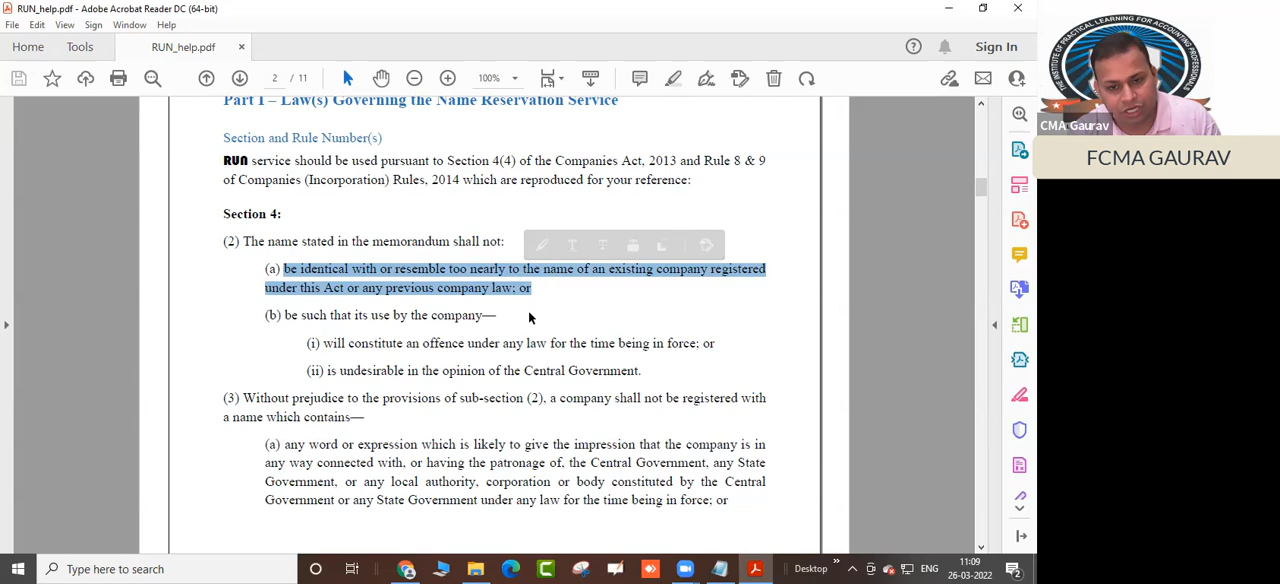 RUN_help.pdf - Adobe Acrobat Reader DC (64-bit)
File Edit View Sign Window Help
Home Tools RUN_help.pdf × Sign In
2 / 11 100%
Part I – Law(s) Governing the Name Reservation Service
Section and Rule Number(s)
RUN service should be used pursuant to Section 4(4) of the Companies Act, 2013 and Rule 8 & 9
of Companies (Incorporation) Rules, 2014 which are reproduced for your reference:
Section 4:
(2) The name stated in the memorandum shall not:
(a) be identical with or resemble too nearly to the name of an existing company registered
under this Act or any previous company law; or
(b) be such that its use by the company—
(i) will constitute an offence under any law for the time being in force; or
(ii) is undesirable in the opinion of the Central Government.
(3) Without prejudice to the provisions of sub-section (2), a company shall not be registered with
a name which contains—
(a) any word or expression which is likely to give the impression that the company is in
any way connected with, or having the patronage of, the Central Government, any State
Government, or any local authority, corporation or body constituted by the Central
Government or any State Government under any law for the time being in force; or
THE INSTITUTE OF PRACTICAL LEARNING FOR ACCOUNTING PROFESSIONALS
CMA Gaurav
FCMA GAURAV
Type here to search
Desktop
ENG
11:09
26-03-2022
2